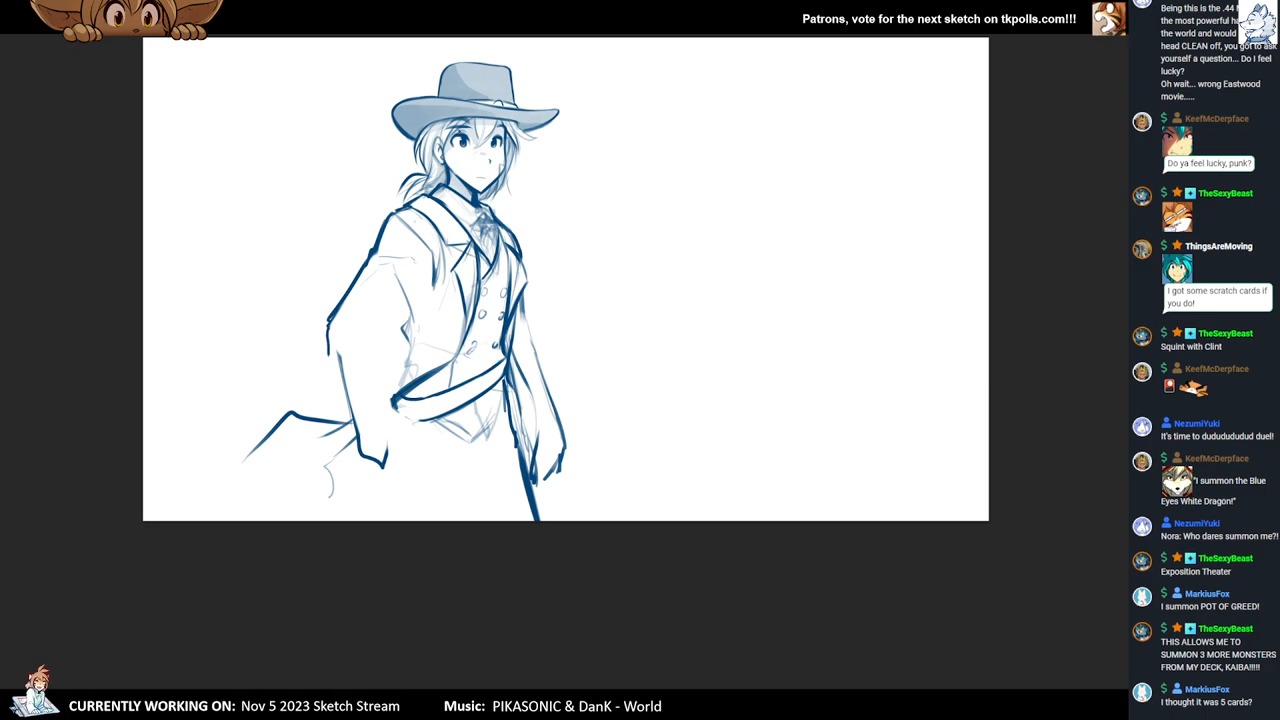 Patrons, vote for the next sketch on tkpolls.com!!!
Being this is the .44
the most powerful
the world and would
head CLEAN off, you got to ask
yourself a question... Do I feel
lucky?
Oh wait... wrong Eastwood
movie.....
KeefMcDerpface
Do ya feel lucky, punk?
TheSexyBeast
ThingsAreMoving
I got some scratch cards if
you do!
TheSexyBeast
Squint with Clint
KeefMcDerpface
NezumiYuki
It's time to dudududud duel!
KeefMcDerpface
"I summon the Blue
Eyes White Dragon!"
NezumiYuki
Nora: Who dares summon me?!
TheSexyBeast
Exposition Theater
MarkiusFox
I summon POT OF GREED!
TheSexyBeast
THIS ALLOWS ME TO
SUMMON 3 MORE MONSTERS
FROM MY DECK, KAIBA!!!!!
MarkiusFox
I thought it was 5 cards?
CURRENTLY WORKING ON: Nov 5 2023 Sketch Stream
Music: PIKASONIC & DanK - World